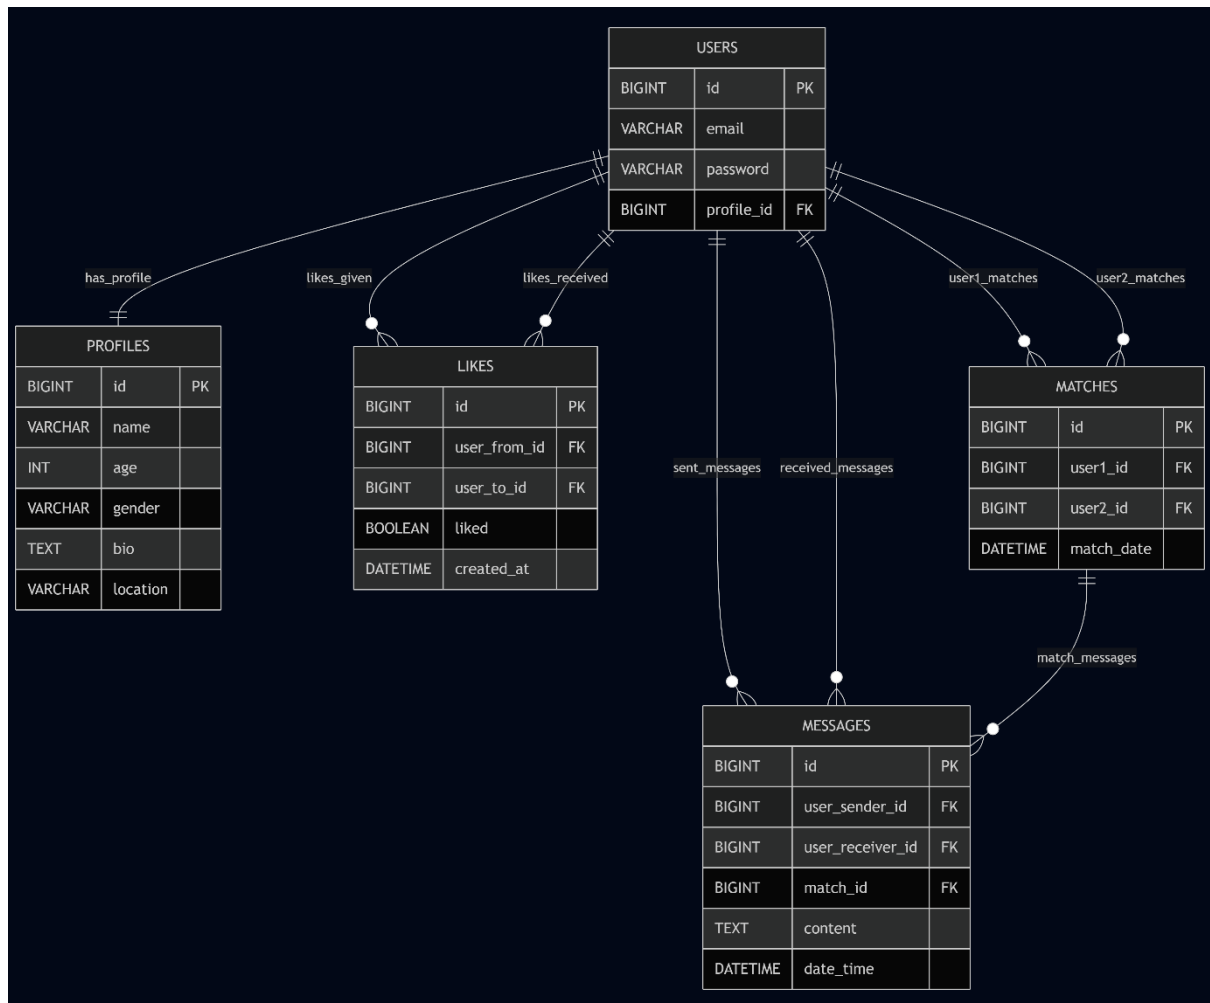 USERS
BIGINT id PK
VARCHAR email
VARCHAR password
BIGINT profile_id FK
has_profile
likes_given
likes_received
user1_matches
user2_matches
PROFILES
BIGINT id PK
VARCHAR name
INT age
VARCHAR gender
TEXT bio
VARCHAR location
LIKES
BIGINT id PK
BIGINT user_from_id FK
BIGINT user_to_id FK
BOOLEAN liked
DATETIME created_at
MATCHES
BIGINT id PK
BIGINT user1_id FK
BIGINT user2_id FK
DATETIME match_date
sent_messages
received_messages
match_messages
MESSAGES
BIGINT id PK
BIGINT user_sender_id FK
BIGINT user_receiver_id FK
BIGINT match_id FK
TEXT content
DATETIME date_time